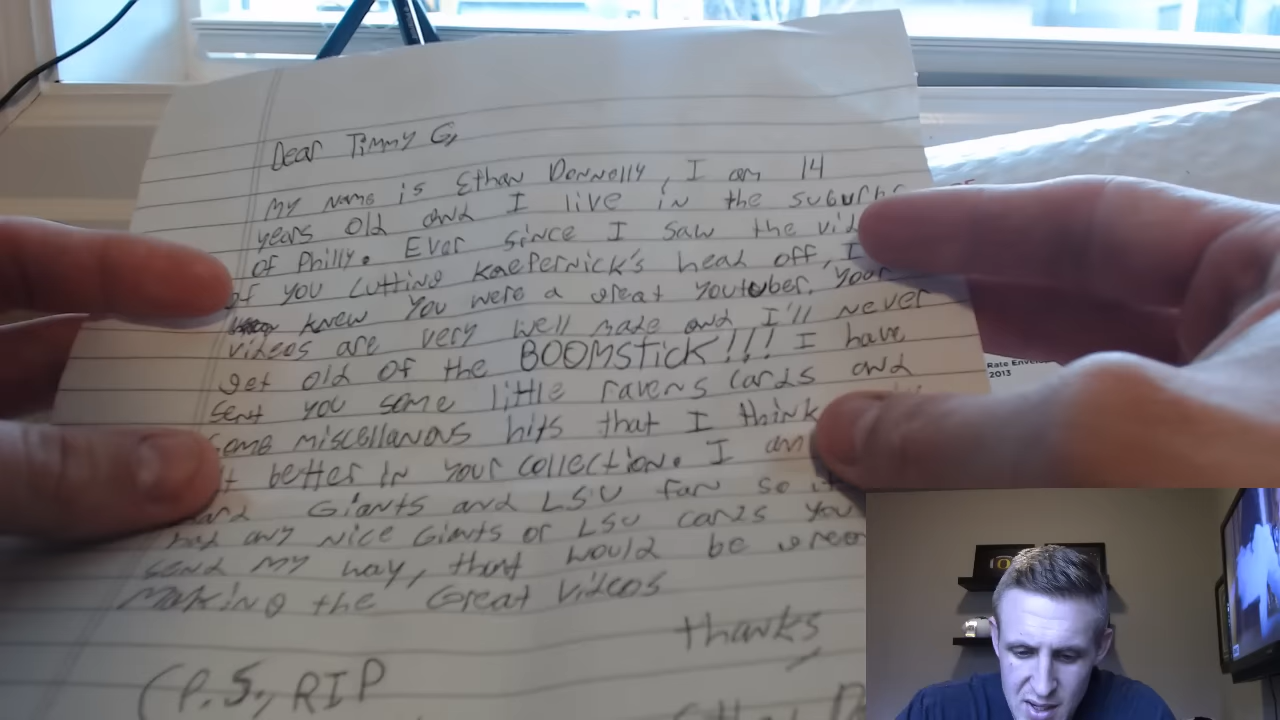 Dear Timmy G,
My name is Ethan Donnolly, I am 14
years old and I live in the suburbs
of Philly. Ever since I saw the
of you cutting Kaepernick's head off, I
knew you were a great youtuber. Your
videos are very well made and I'll never
get old of the BOOMSTICK!!! I have
sent you some little ravens cards and
some miscellanous hits that I think
better in your collection. I am
Giants and LSU fan so if
had any nice Giants or LSU cards you
send my way, that would be
Making the Great videos
thanks
(P.S., RIP
Rate
2013